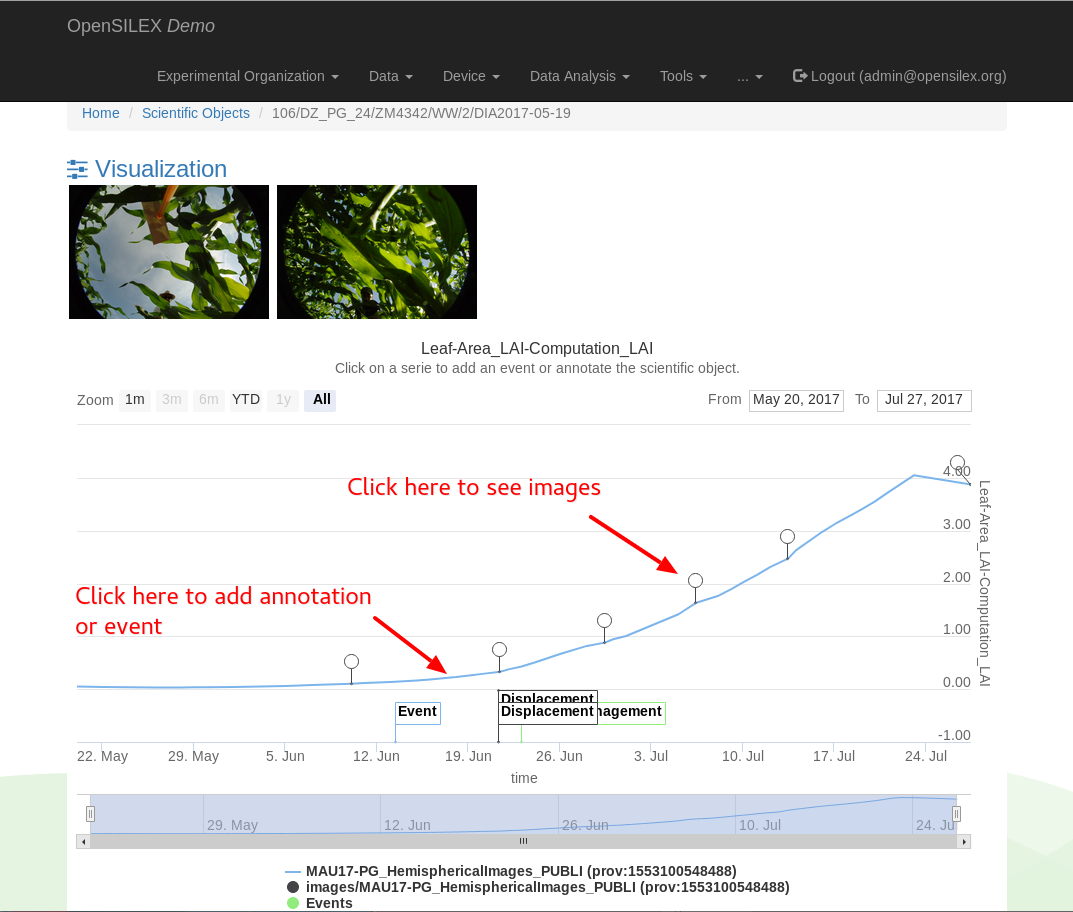 OpenSILEX Demo
Experimental Organization Data Device Data Analysis Tools ... Logout (admin@opensilex.org)
Home / Scientific Objects / 106/DZ_PG_24/ZM4342/WW/2/DIA2017-05-19
Visualization
Leaf-Area_LAI-Computation_LAI
Click on a serie to add an event or annotate the scientific object.
Zoom 1m 3m 6m YTD 1y All From May 20, 2017 To Jul 27, 2017
4.00
Click here to see images
3.00
2.00
Click here to add annotation
or event
1.00
0.00
Leaf-Area_LAI-Computation_LAI
Displacement
Event Displacement nagement
-1.00
22. May 29. May 5. Jun 12. Jun 19. Jun 26. Jun 3. Jul 10. Jul 17. Jul 24. Jul
time
29. May 12. Jun 26. Jun 10. Jul 24. Ju
MAU17-PG_HemisphericalImages_PUBLI (prov:1553100548488)
images/MAU17-PG_HemisphericalImages_PUBLI (prov:1553100548488)
Events